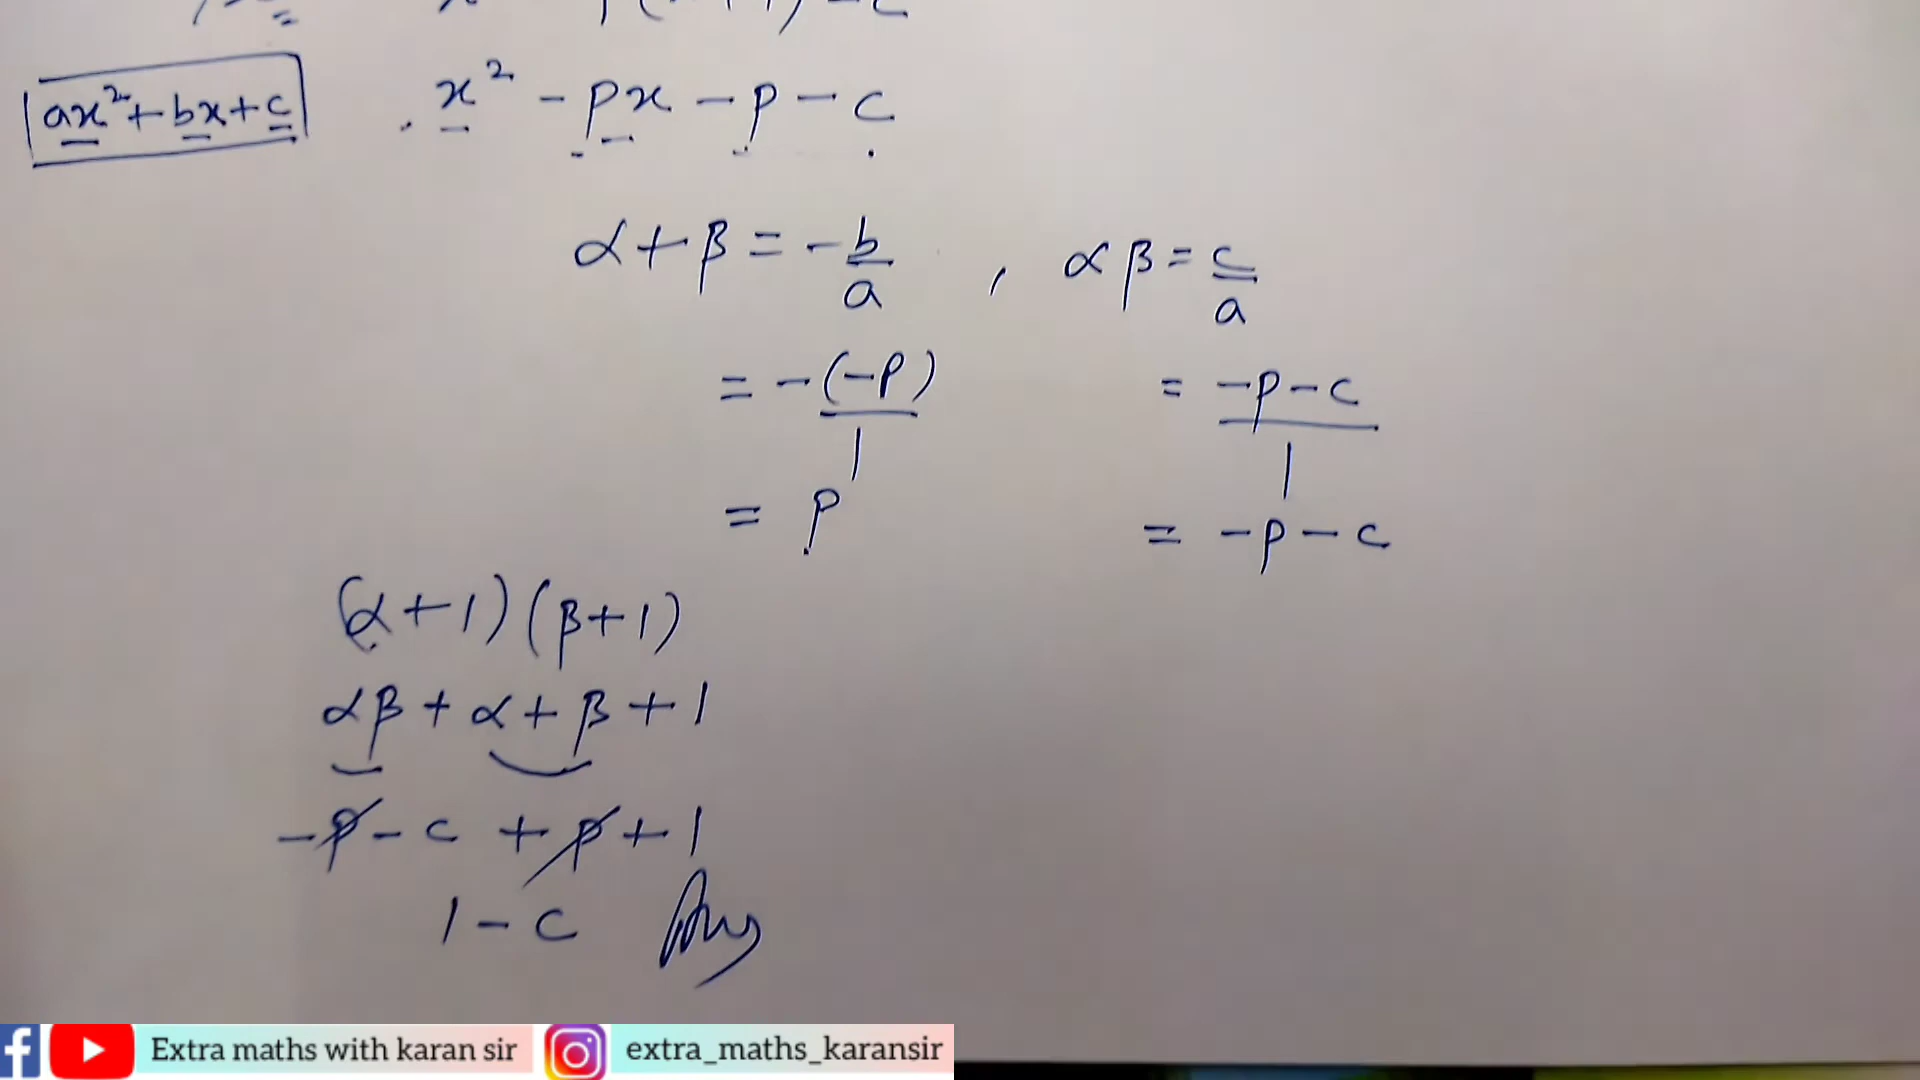 ax² + bx + c
x² - px - p - c
α + β = -b/a , αβ = c/a
= -(-p)/1 = -p-c/1
= p = -p - c
(α+1)(β+1)
αβ + α + β + 1
-p - c + p + 1
1 - c Ans
Extra maths with karan sir extra_maths_karansir